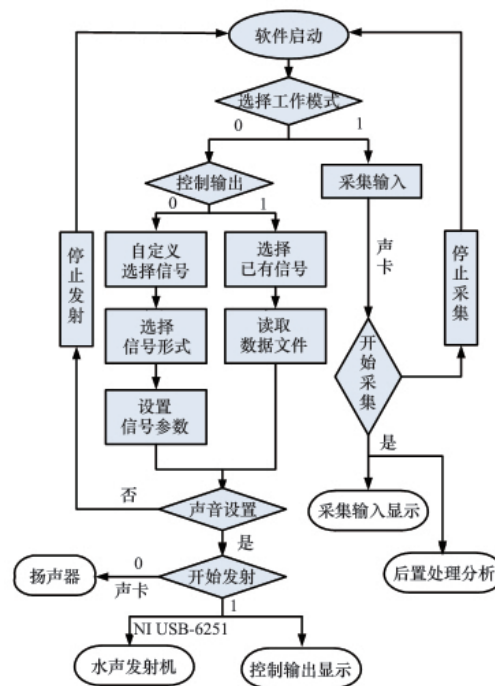 软件启动
选择工作模式
0
1
控制输出
采集输入
0
1
自定义
选择信号
选择
已有信号
声卡
停止发射
停止采集
选择
信号形式
读取
数据文件
开始采集
设置
信号参数
是
否
声音设置
采集输入显示
是
扬声器
0
声卡
开始发射
后置处理分析
1
NI USB-6251
水声发射机
控制输出显示